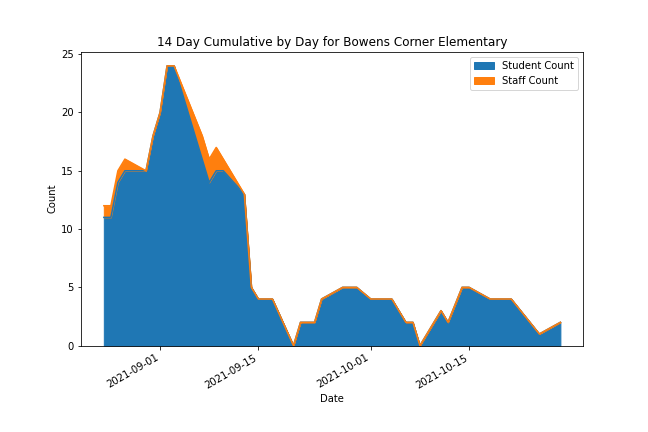 14 Day Cumulative by Day for Bowens Corner Elementary
25
20
15
10
5
0
Count
Student Count
Staff Count
2021-09-01
2021-09-15
2021-10-01
2021-10-15
Date